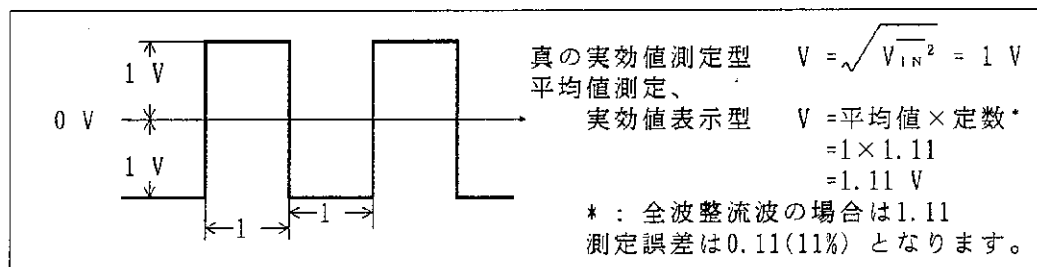 1 V
0 V
1 V
1
1
真の実効値測定型 V =√V_IN² = 1 V
平均値測定、
実効値表示型 V =平均値×定数*
=1×1.11
=1.11 V
* : 全波整流波の場合は1.11
測定誤差は0.11(11%) となります。